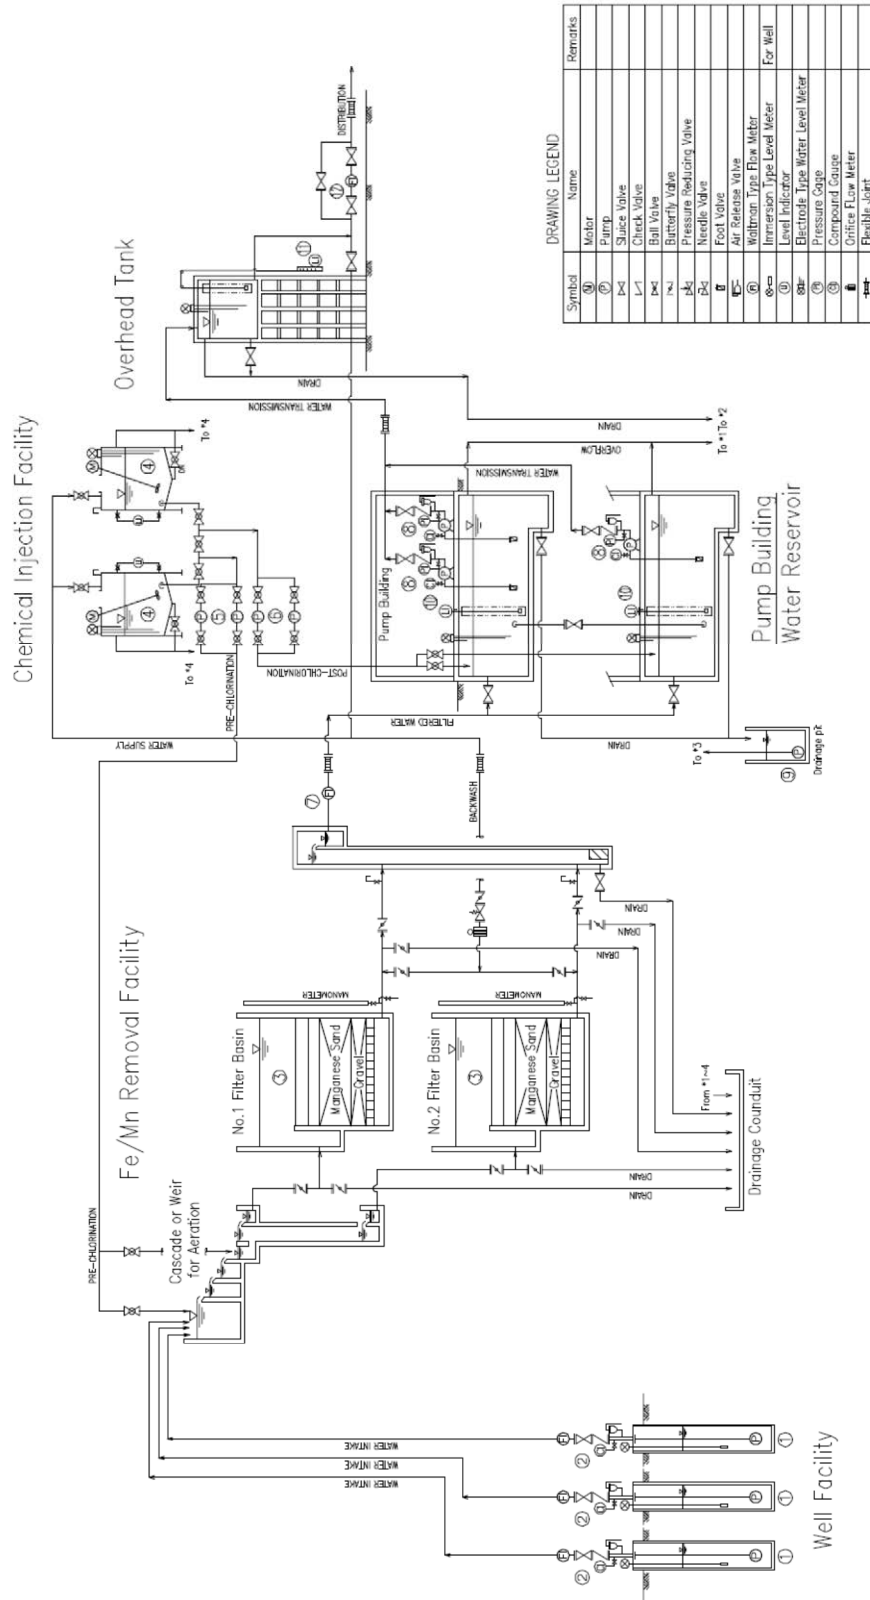 Chemical Injection Facility
Overhead Tank
Fe/Mn Removal Facility
Pump Building
Water Reservoir
Well Facility
Cascade or Weir
for Aeration
No.1 Filter Basin
Manganese Sand
Gravel
MANOMETER
No.2 Filter Basin
Manganese Sand
Gravel
MANOMETER
Pump Building
Drainage Counduit
From *1~4
Drainage pit
To *3
To *4
To *4
To *1 To *2
PRE-CHLORINATION
PRE-CHLORINATION
POST-CHLORINATION
WATER SUPPLY
FILTERED WATER
BACKWASH
WATER TRANSMISSION
WATER TRANSMISSION
OVERFLOW
DISTRIBUTION
DRAIN
DRAIN
DRAIN
DRAIN
DRAIN
DRAIN
DRAIN
DRAIN
WATER INTAKE
WATER INTAKE
WATER INTAKE
DRAWING LEGEND
Symbol Name Remarks
M Motor
P Pump
Sluice Valve
Check Valve
Ball Valve
Butterfly Valve
Pressure Reducing Valve
Needle Valve
Foot Valve
Air Release Valve
Woltman Type Flow Meter
Immersion Type Level Meter For Well
Level Indicator
Electrode Type Water Level Meter
Pressure Gage
Compound Gauge
Orifice FLow Meter
Flexible Joint